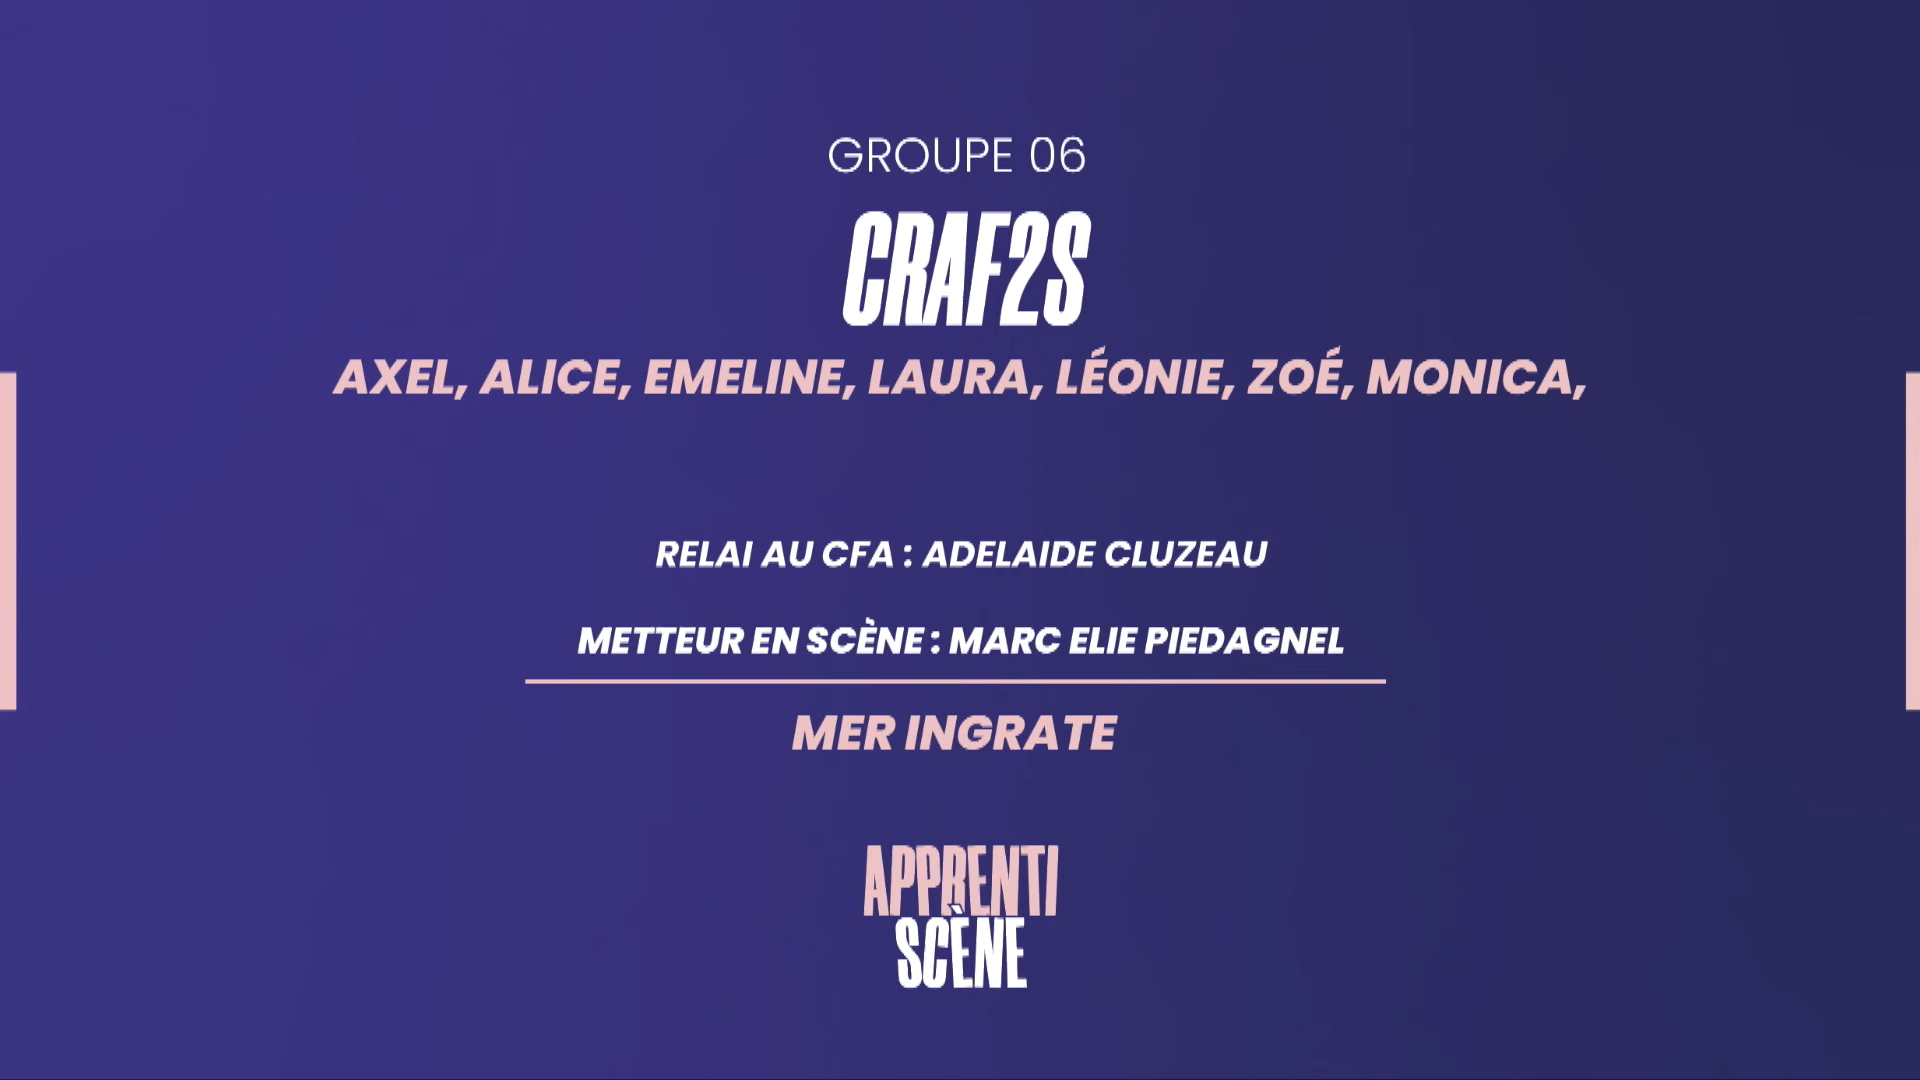 GROUPE 06
CRAF2S
AXEL, ALICE, EMELINE, LAURA, LÉONIE, ZOÉ, MONICA,
RELAI AU CFA : ADELAIDE CLUZEAU
METTEUR EN SCÈNE : MARC ELIE PIEDAGNEL
MER INGRATE
APPRENTI
SCÈNE